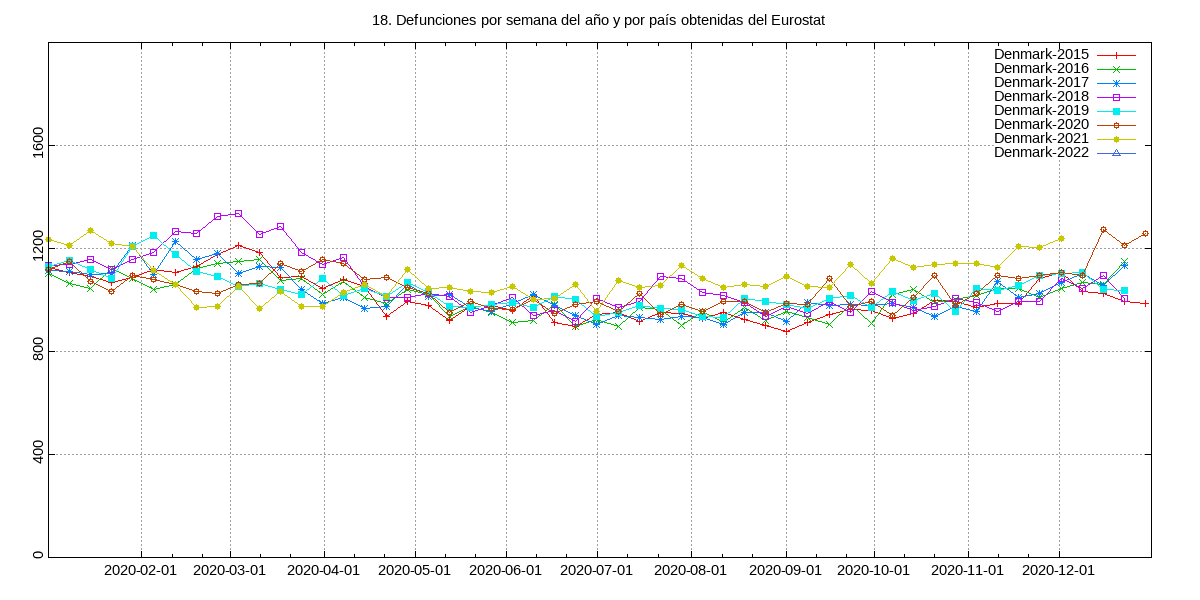 18. Defunciones por semana del año y por país obtenidas del Eurostat
Denmark-2015
Denmark-2016
Denmark-2017
Denmark-2018
Denmark-2019
Denmark-2020
Denmark-2021
Denmark-2022
1600
1200
800
400
0
2020-02-01 2020-03-01 2020-04-01 2020-05-01 2020-06-01 2020-07-01 2020-08-01 2020-09-01 2020-10-01 2020-11-01 2020-12-01